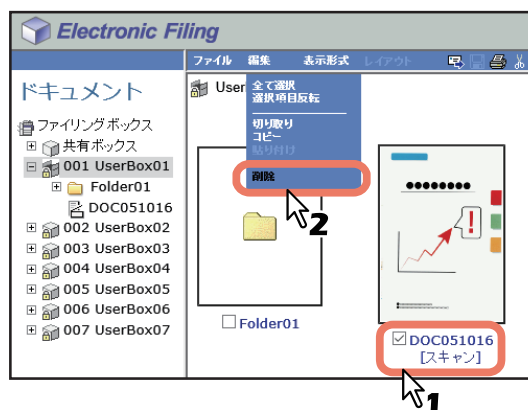 Electronic Filing
ファイル 編集 表示形式 レイアウト
ドキュメント
ファイリングボックス
共有ボックス
001 UserBox01
Folder01
DOC051016
002 UserBox02
003 UserBox03
004 UserBox04
005 UserBox05
006 UserBox06
007 UserBox07
User
全て選択
選択項目反転
切り取り
コピー
貼り付け
削除
2
Folder01
!
DOC051016
[スキャン]
1